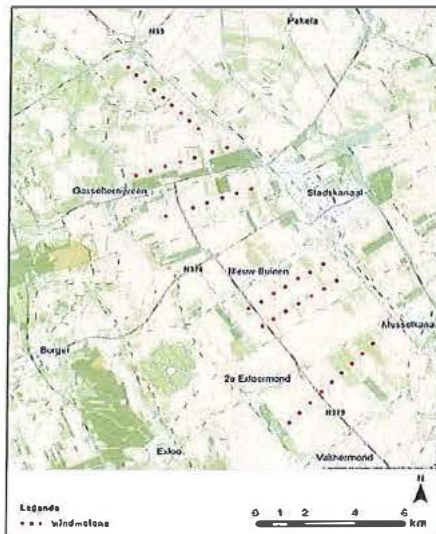 N33
Pekela
Gasselternijveen
Stadskanaal
N374
Nieuw-Buinen
Musselkanaal
Borger
2e Exloermond
N379
Exloo
Valthermond
N
Legenda
windmolens
0 1 2 4 6
km